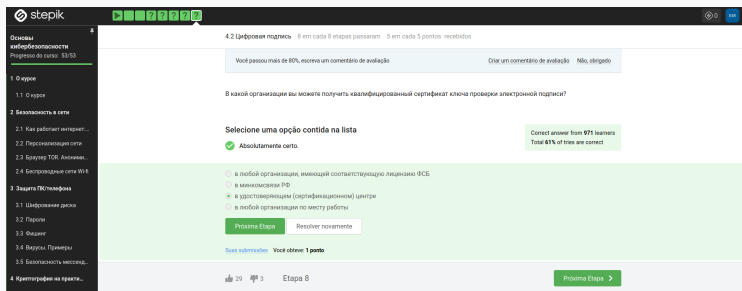 stepik
0
Основы
кибербезопасности
Progresso do curso: 53/53
1 О курсе
1.1 О курсе
2 Безопасность в сети
2.1 Как работает интернет:...
2.2 Персонализация сети
2.3 Браузер TOR. Анонимн...
2.4 Беспроводные сети Wi-fi
3 Защита ПК/телефона
3.1 Шифрование диска
3.2 Пароли
3.3 Фишинг
3.4 Вирусы. Примеры
3.5 Безопасность мессенд...
4 Криптография на практи...
4.2 Цифровая подпись 8 em cada 8 etapas passaram 5 em cada 5 pontos recebidos
Você passou mais de 80%, escreva um comentário de avaliação
Criar um comentário de avaliação Não, obrigado
В какой организации вы можете получить квалифицированный сертификат ключа проверки электронной подписи?
Selecione uma opção contida na lista
Absolutamente certo.
Correct answer from 971 learners
Total 61% of tries are correct
в любой организации, имеющей соответствующую лицензию ФСБ
в минкомсвязи РФ
в удостоверяющем (сертификационном) центре
в любой организации по месту работы
Próxima Etapa Resolver novamente
Suas submissões Você obteve: 1 ponto
29 3 Etapa 8 Próxima Etapa